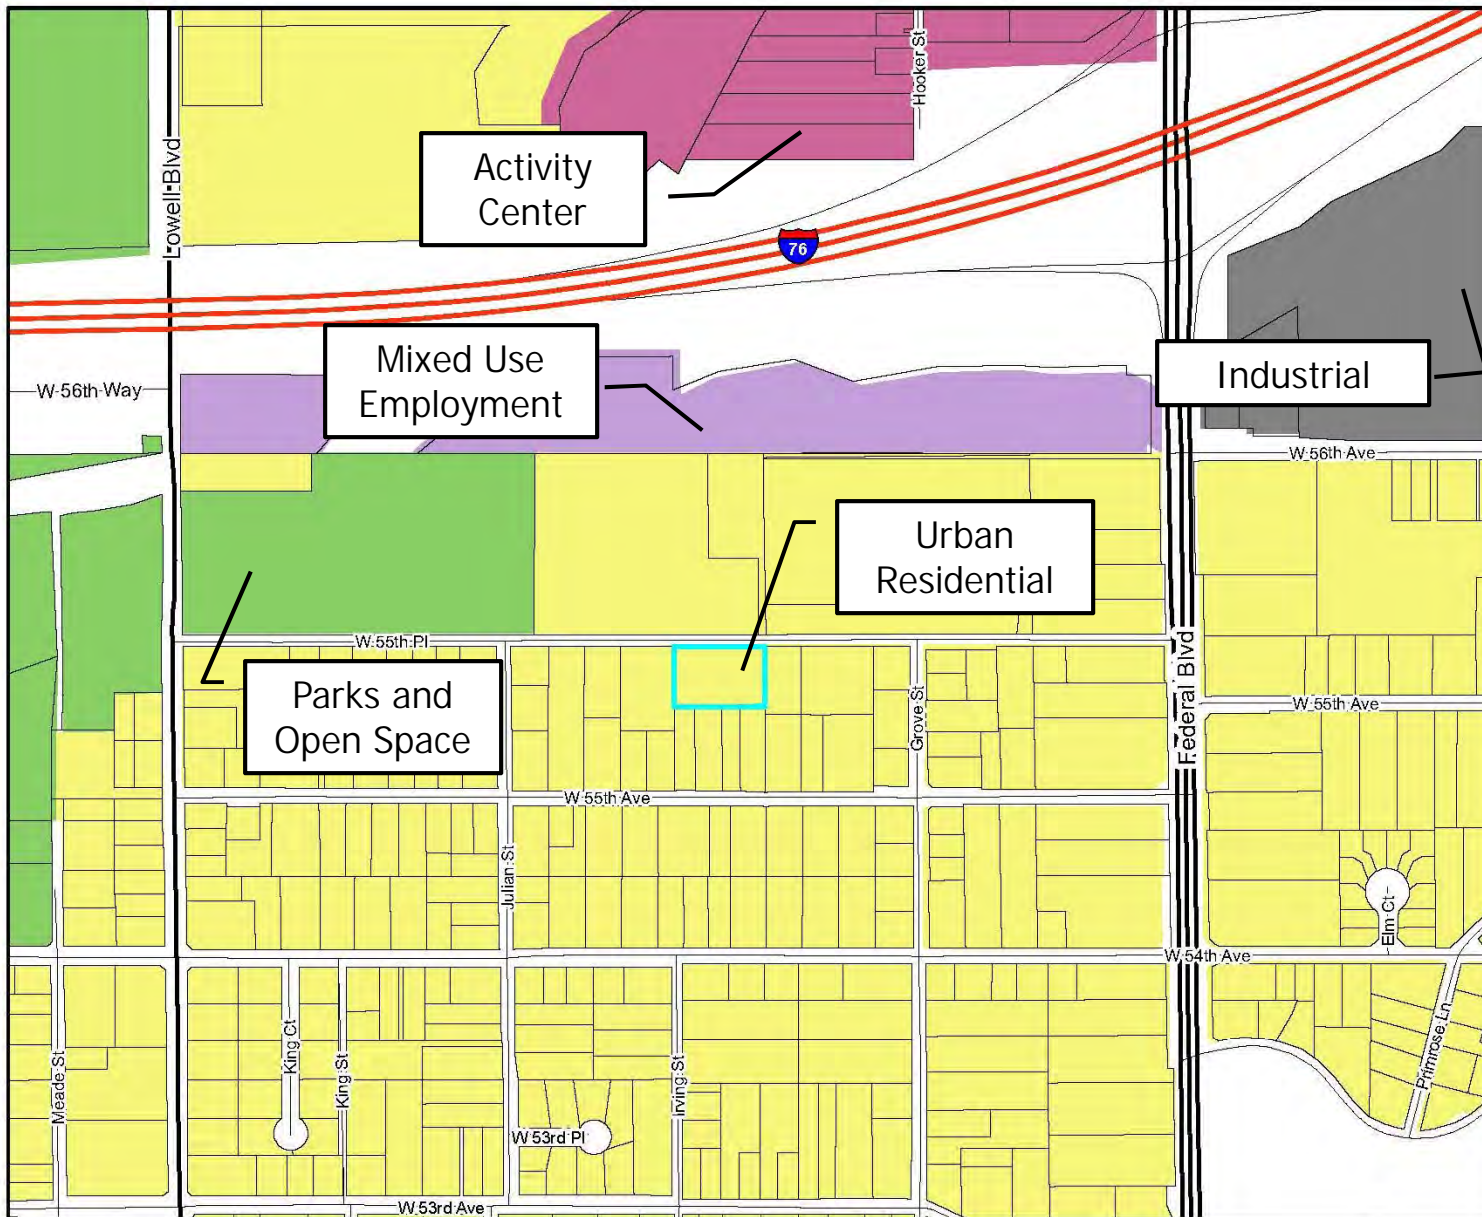 Hooker St
Lowell Blvd
Activity
Center
76
Mixed Use
Employment
Industrial
W 56th Way
W 56th Ave
Urban
Residential
W 55th Pl
Parks and
Open Space
Grove St
Federal Blvd
W 55th Ave
W 55th Ave
Julian St
Elm Ct
W 54th Ave
Meade St
King Ct
King St
Irving St
Primrose Ln
W 53rd Pl
W 53rd Ave